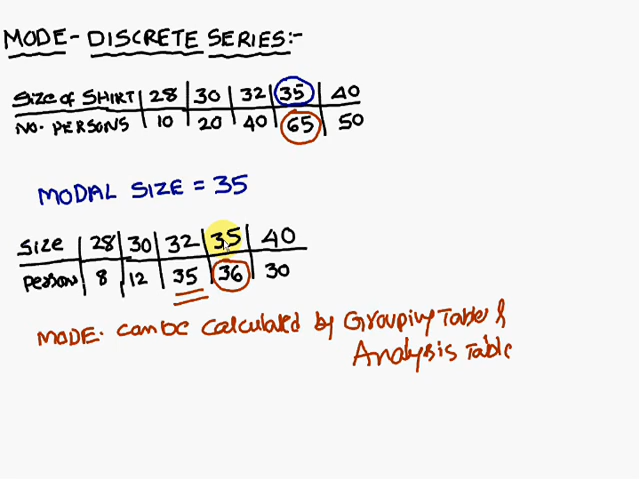 MODE - DISCRETE SERIES:-
SIZE OF SHIRT 28 30 32 35 40
NO. PERSONS 10 20 40 65 50
MODAL SIZE = 35
SIZE 28 30 32 35 40
PERSON 8 12 35 36 30
MODE. can be calculated by Grouping Table &
Analysis Table